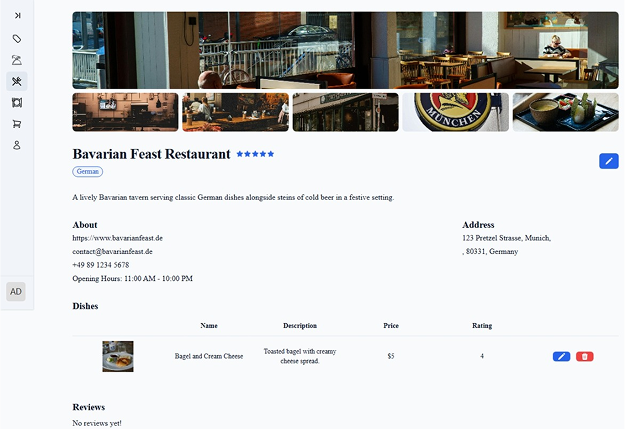 MÜNCHEN
Bavarian Feast Restaurant
German
A lively Bavarian tavern serving classic German dishes alongside steins of cold beer in a festive setting.
About
Address
https://www.bavarianfeast.de
123 Pretzel Strasse, Munich,
contact@bavarianfeast.de
, 80331, Germany
+49 89 1234 5678
Opening Hours: 11:00 AM - 10:00 PM
AD
Dishes
Name Description Price Rating
Bagel and Cream Cheese
Toasted bagel with creamy
cheese spread.
$5
4
Reviews
No reviews yet!